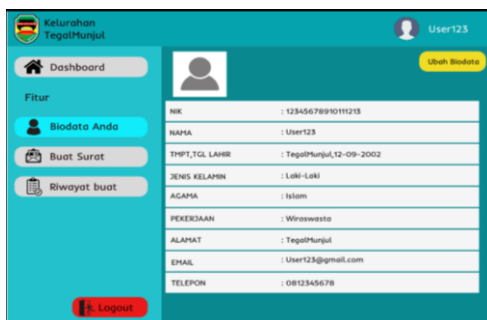 Kelurahan
TegalMunjul
User123
Dashboard
Ubah Biodata
Fitur
Biodata Anda
Buat Surat
Riwayat buat
Logout
NIK : 12345678910111213
NAMA : User123
TMPT,TGL LAHIR : TegalMunjul,12-09-2002
JENIS KELAMIN : Laki-Laki
AGAMA : Islam
PEKERJAAN : Wiraswasta
ALAMAT : TegalMunjul
EMAIL : User123@gmail.com
TELEPON : 0812345678